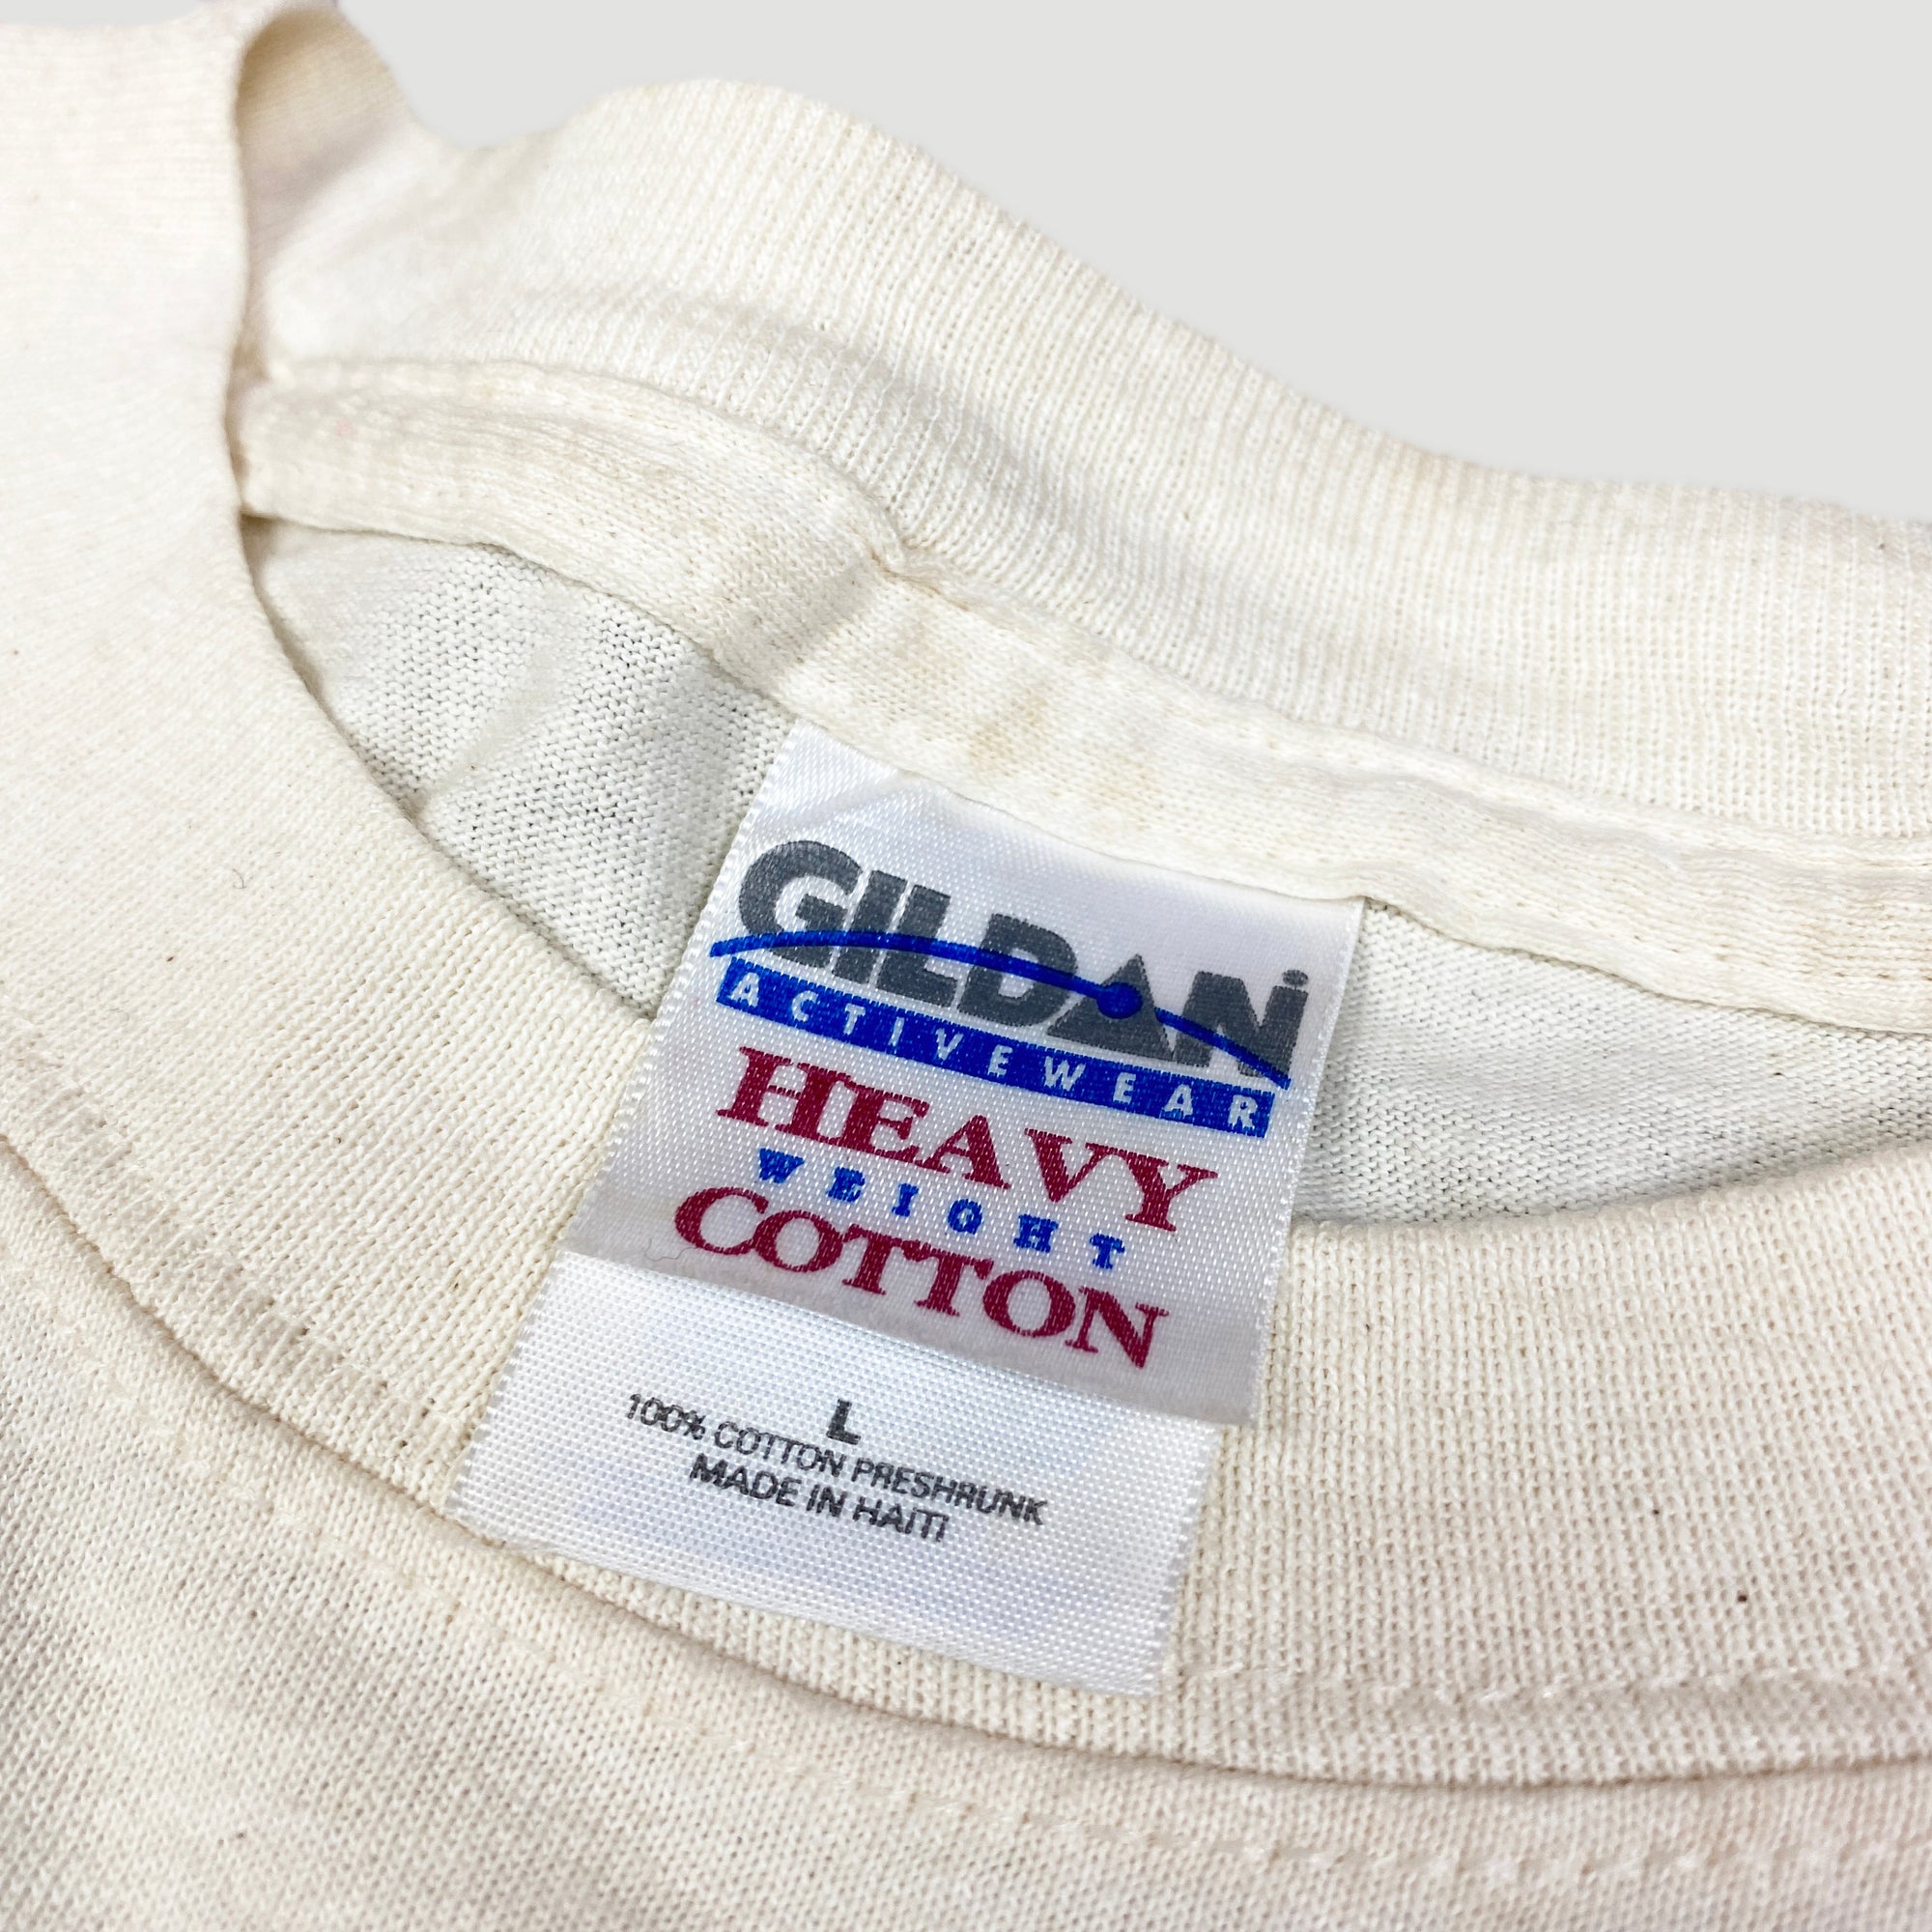 GILDAN
ACTIVEWEAR
HEAVY
WEIGHT
COTTON
L
100% COTTON PRESHRUNK
MADE IN HAITI